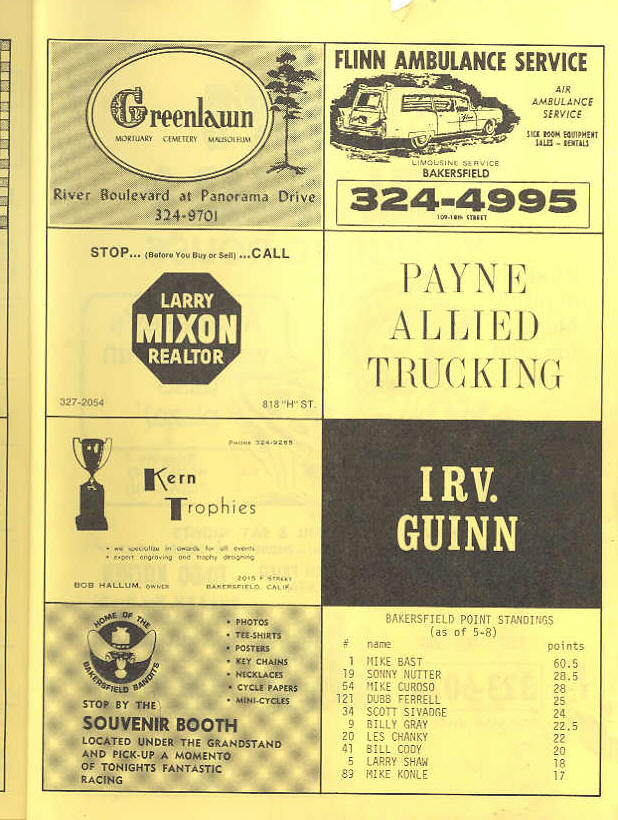 Greenlawn
MORTUARY CEMETERY MAUSOLEUM
River Boulevard at Panorama Drive
324-9701
FLINN AMBULANCE SERVICE
AIR
AMBULANCE
SERVICE
SICK ROOM EQUIPMENT
SALES - RENTALS
LIMOUSINE SERVICE
BAKERSFIELD
324-4995
109-18th STREET
STOP... (Before You Buy or Sell) ...CALL
LARRY
MIXON
REALTOR
327-2054
818 "H" ST.
PAYNE
ALLIED
TRUCKING
PHONE 324-9265
Kern
Trophies
• we specialize in awards for all events
• expert engraving and trophy designing
BOB HALLUM, OWNER
2015 F STREET
BAKERSFIELD, CALIF.
IRV.
GUINN
HOME OF THE
BAKERSFIELD BANDITS
• PHOTOS
• TEE-SHIRTS
• POSTERS
• KEY CHAINS
• NECKLACES
• CYCLE PAPERS
• MINI-CYCLES
STOP BY THE
SOUVENIR BOOTH
LOCATED UNDER THE GRANDSTAND
AND PICK-UP A MOMENTO
OF TONIGHTS FANTASTIC
RACING
BAKERSFIELD POINT STANDINGS
(as of 5-8)
# name points
1 MIKE BAST 60.5
19 SONNY NUTTER 28.5
54 MIKE CUROSO 28
121 DUBB FERRELL 25
34 SCOTT SIVADGE 24
9 BILLY GRAY 22.5
20 LES CHANKY 22
41 BILL CODY 20
5 LARRY SHAW 18
89 MIKE KONLE 17